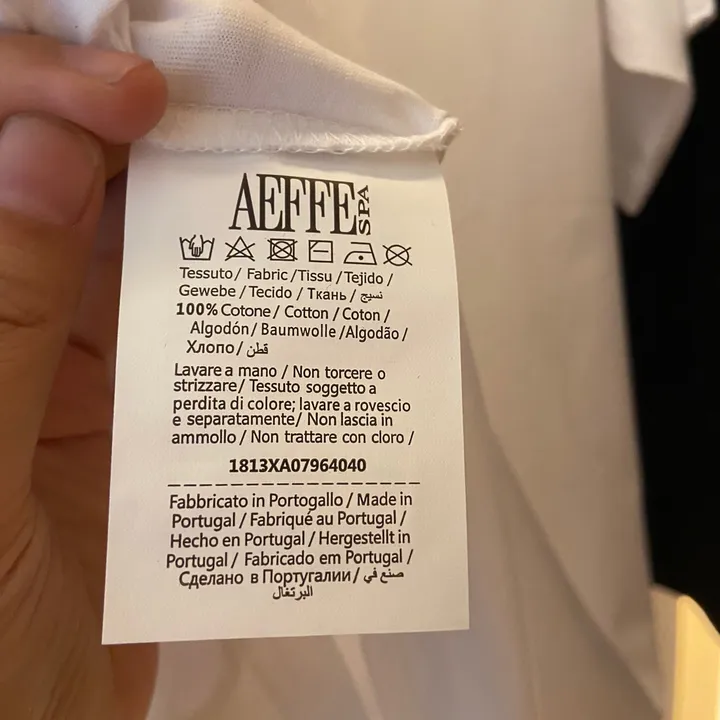 AEFFE SPA
Tessuto/ Fabric /Tissu /Tejido /
Gewebe / Tecido / Ткань / نسيج
100% Cotone / Cotton / Coton /
Algodón / Baumwolle /Algodão /
Хлопо / قطن
Lavare a mano / Non torcere o
strizzare/ Tessuto soggetto a
perdita di colore; lavare a rovescio
e separatamente/ Non lascia in
ammollo / Non trattare con cloro /
1813XA07964040
Fabbricato in Portogallo / Made in
Portugal / Fabriqué au Portugal /
Hecho en Portugal / Hergestellt in
Portugal / Fabricado em Portugal /
Сделано в Португалии / صنع في
البرتغال